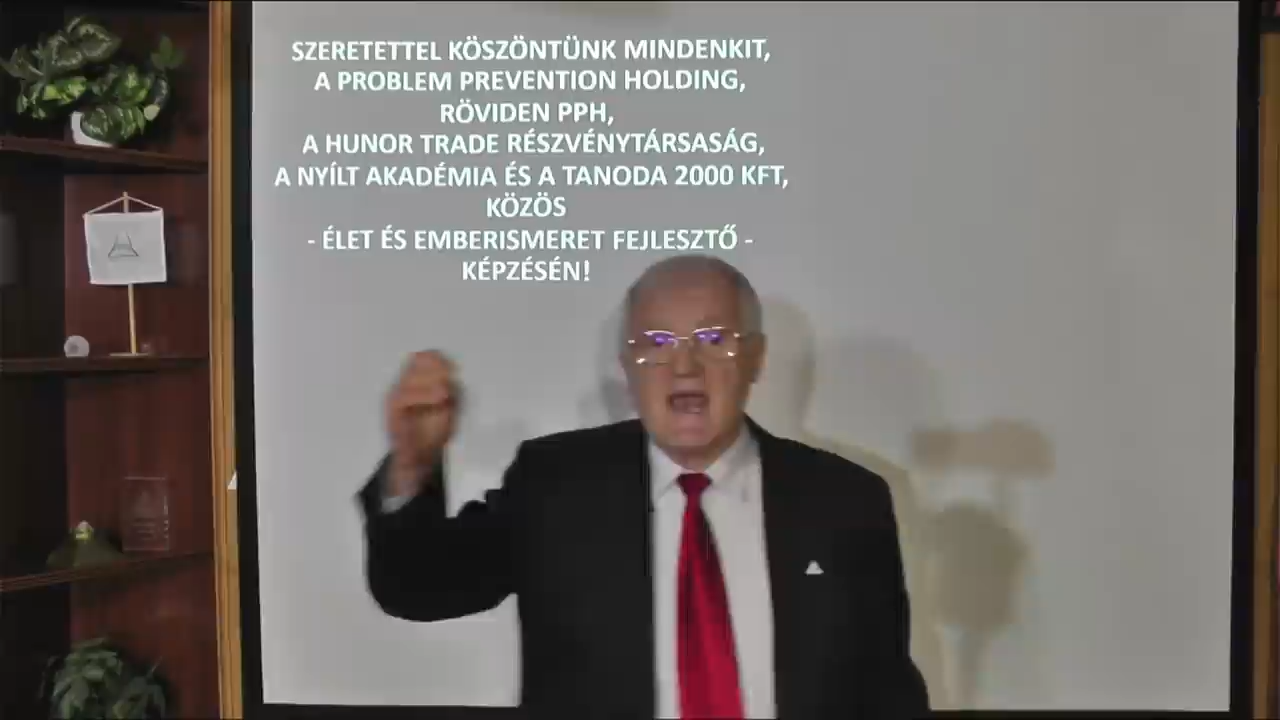 SZERETETTEL KÖSZÖNTÜNK MINDENKIT,
A PROBLEM PREVENTION HOLDING,
RÖVIDEN PPH,
A HUNOR TRADE RÉSZVÉNYTÁRSASÁG,
A NYÍLT AKADÉMIA ÉS A TANODA 2000 KFT,
KÖZÖS
- ÉLET ÉS EMBERISMERET FEJLESZTŐ -
KÉPZÉSÉN!